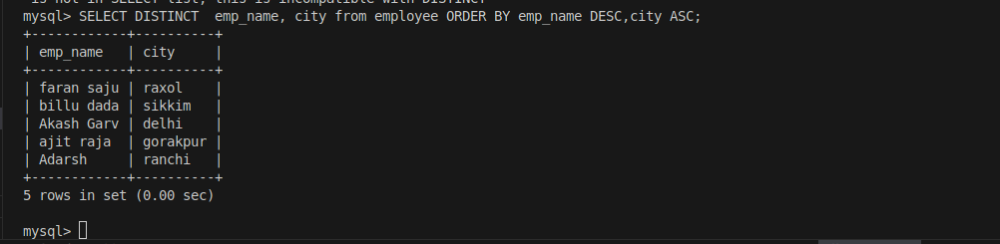 is not in SELECT list; this is incompatible with DISTINCT
mysql> SELECT DISTINCT  emp_name, city from employee ORDER BY emp_name DESC,city ASC;
+------------+----------+
| emp_name   | city     |
+------------+----------+
| faran saju | raxol    |
| billu dada | sikkim   |
| Akash Garv | delhi    |
| ajit raja  | gorakpur |
| Adarsh     | ranchi   |
+------------+----------+
5 rows in set (0.00 sec)
mysql>